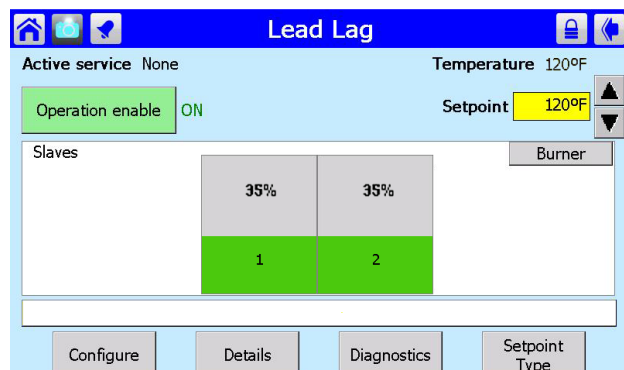 Lead Lag
Active service None
Temperature 120ºF
Operation enable ON
Setpoint 120ºF
Slaves
Burner
35% 35%
1 2
Configure
Details
Diagnostics
Setpoint
Type